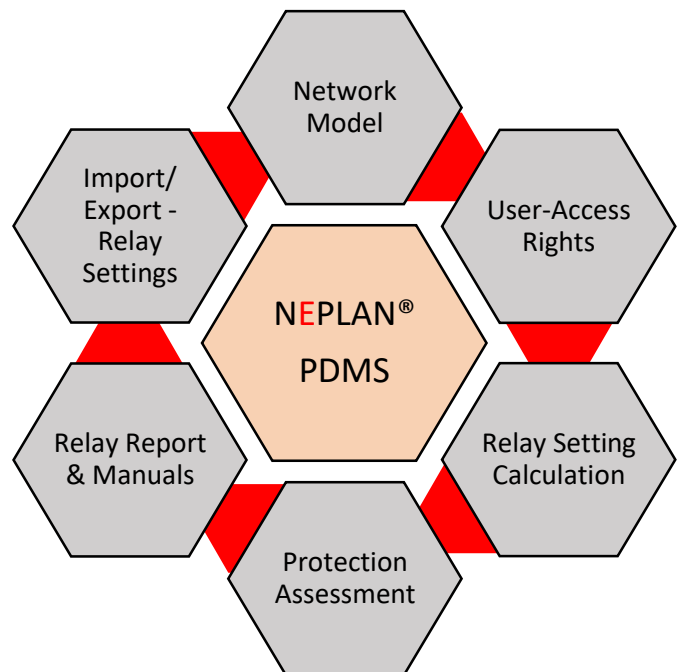 Network
Model
Import/
Export -
Relay
Settings
User-Access
Rights
NEPLAN®
PDMS
Relay Report
& Manuals
Relay Setting
Calculation
Protection
Assessment